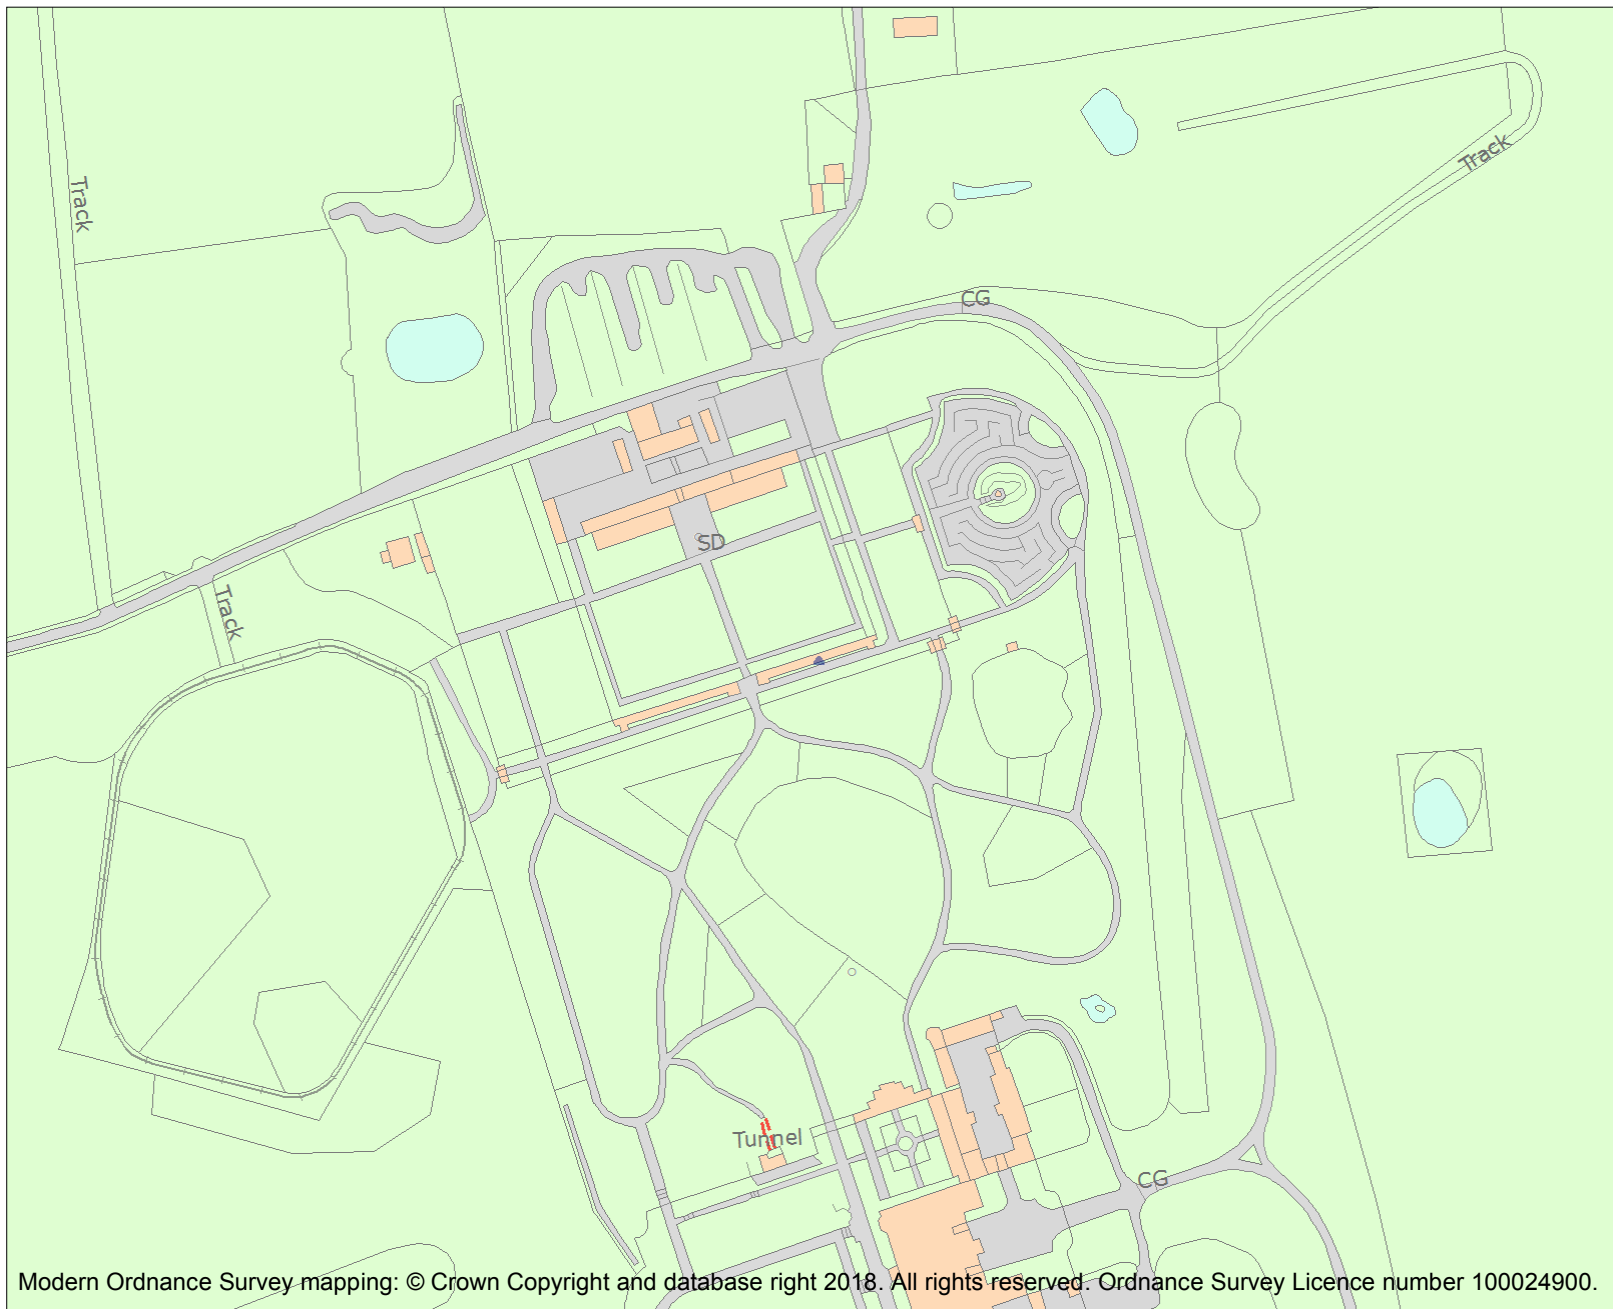 Track
Track
CG
SD
Track
Tunnel
CG
Modern Ordnance Survey mapping: © Crown Copyright and database right 2018. All rights reserved. Ordnance Survey Licence number 100024900.